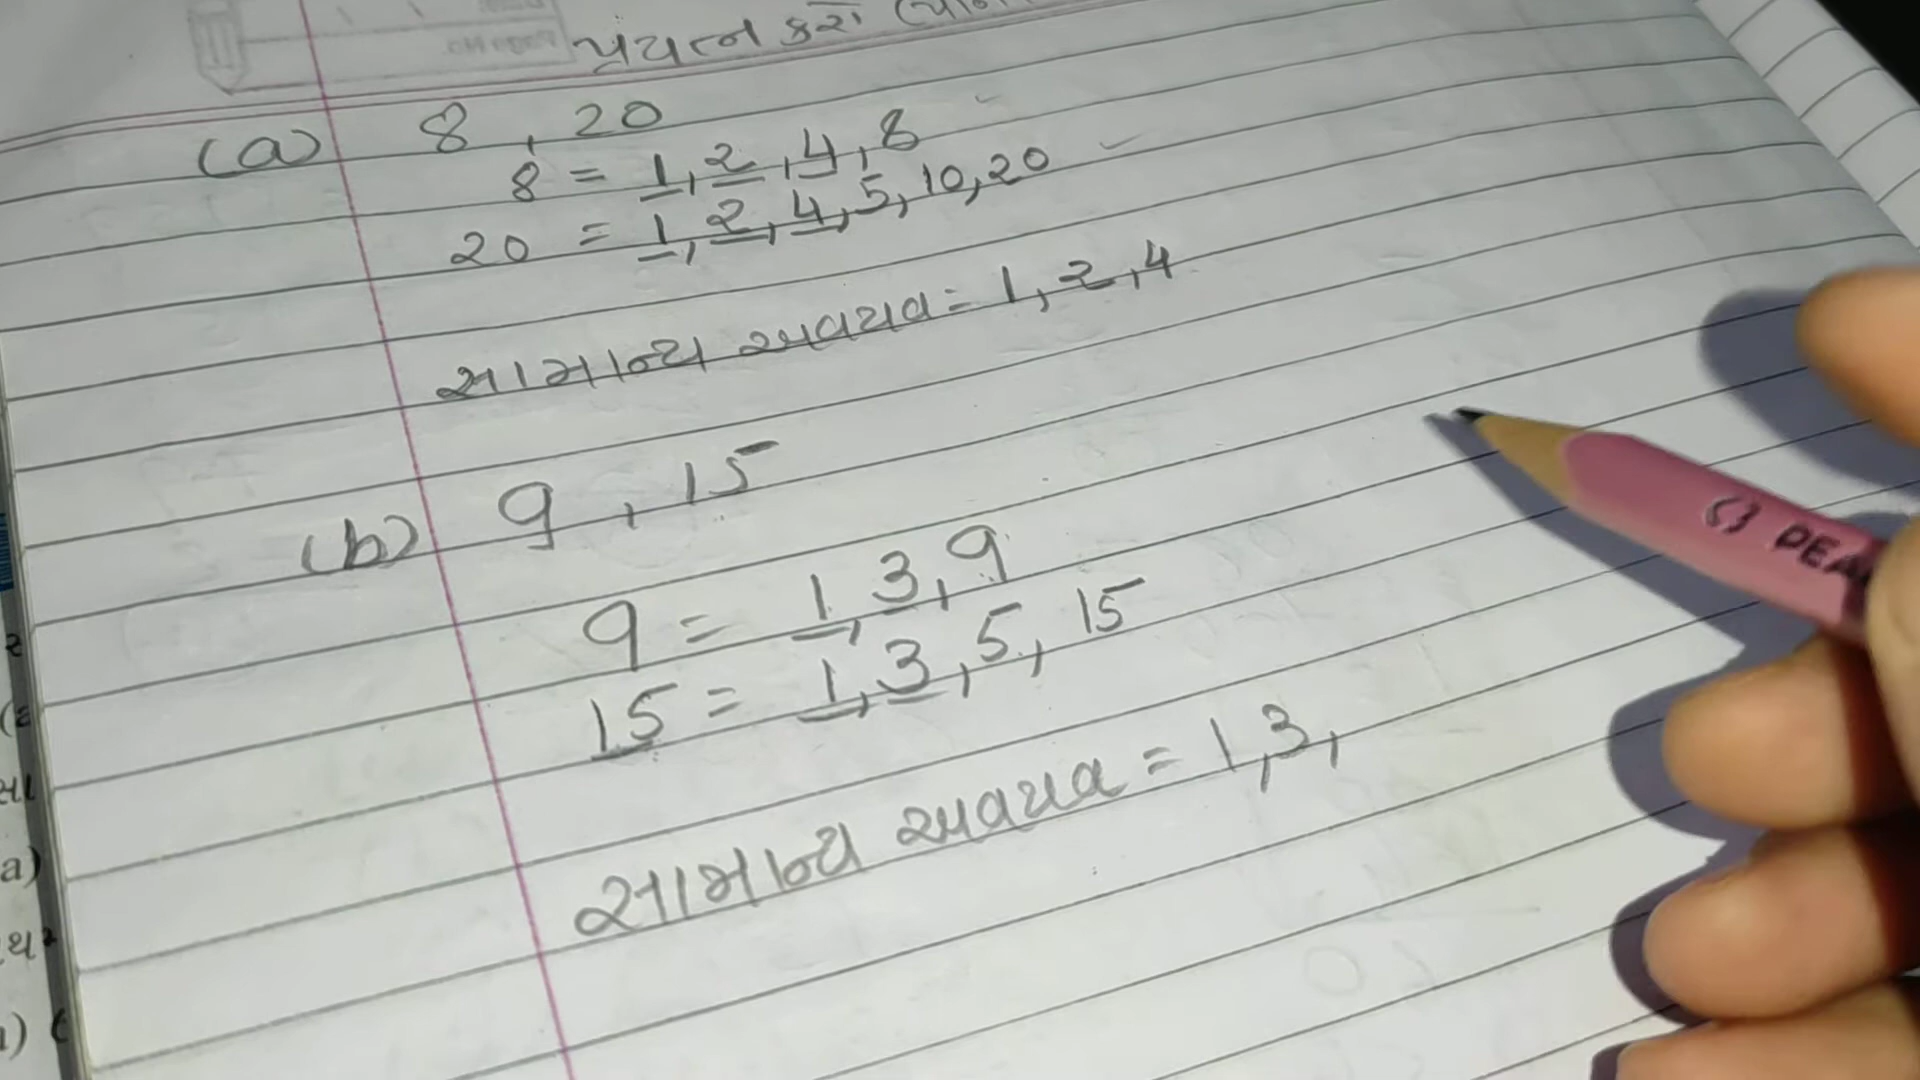 પ્રયત્ન કરો
(a) 8 , 20
8 = 1, 2, 4, 8
20 = 1, 2, 4, 5, 10, 20
સામાન્ય અવયવ = 1, 2, 4
(b) 9 , 15
9 = 1, 3, 9
15 = 1, 3, 5, 15
સામાન્ય અવયવ = 1, 3,